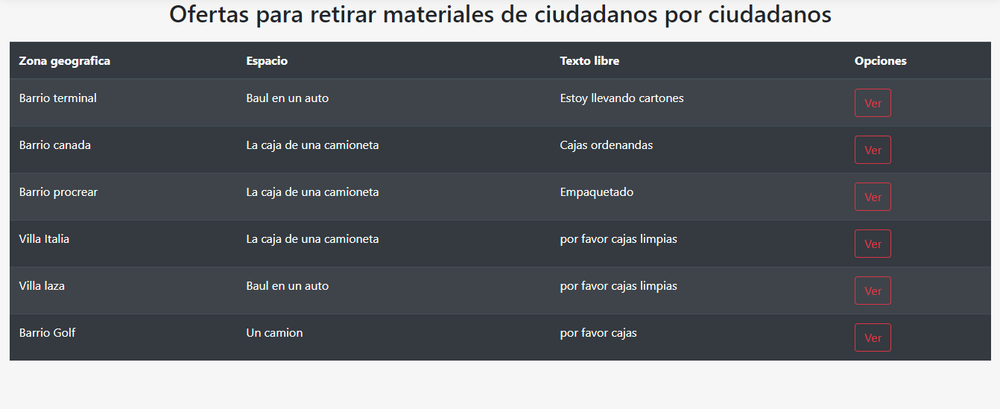 Ofertas para retirar materiales de ciudadanos por ciudadanos
Zona geografica Espacio Texto libre Opciones
Barrio terminal Baul en un auto Estoy llevando cartones Ver
Barrio canada La caja de una camioneta Cajas ordenandas Ver
Barrio procrear La caja de una camioneta Empaquetado Ver
Villa Italia La caja de una camioneta por favor cajas limpias Ver
Villa laza Baul en un auto por favor cajas limpias Ver
Barrio Golf Un camion por favor cajas Ver